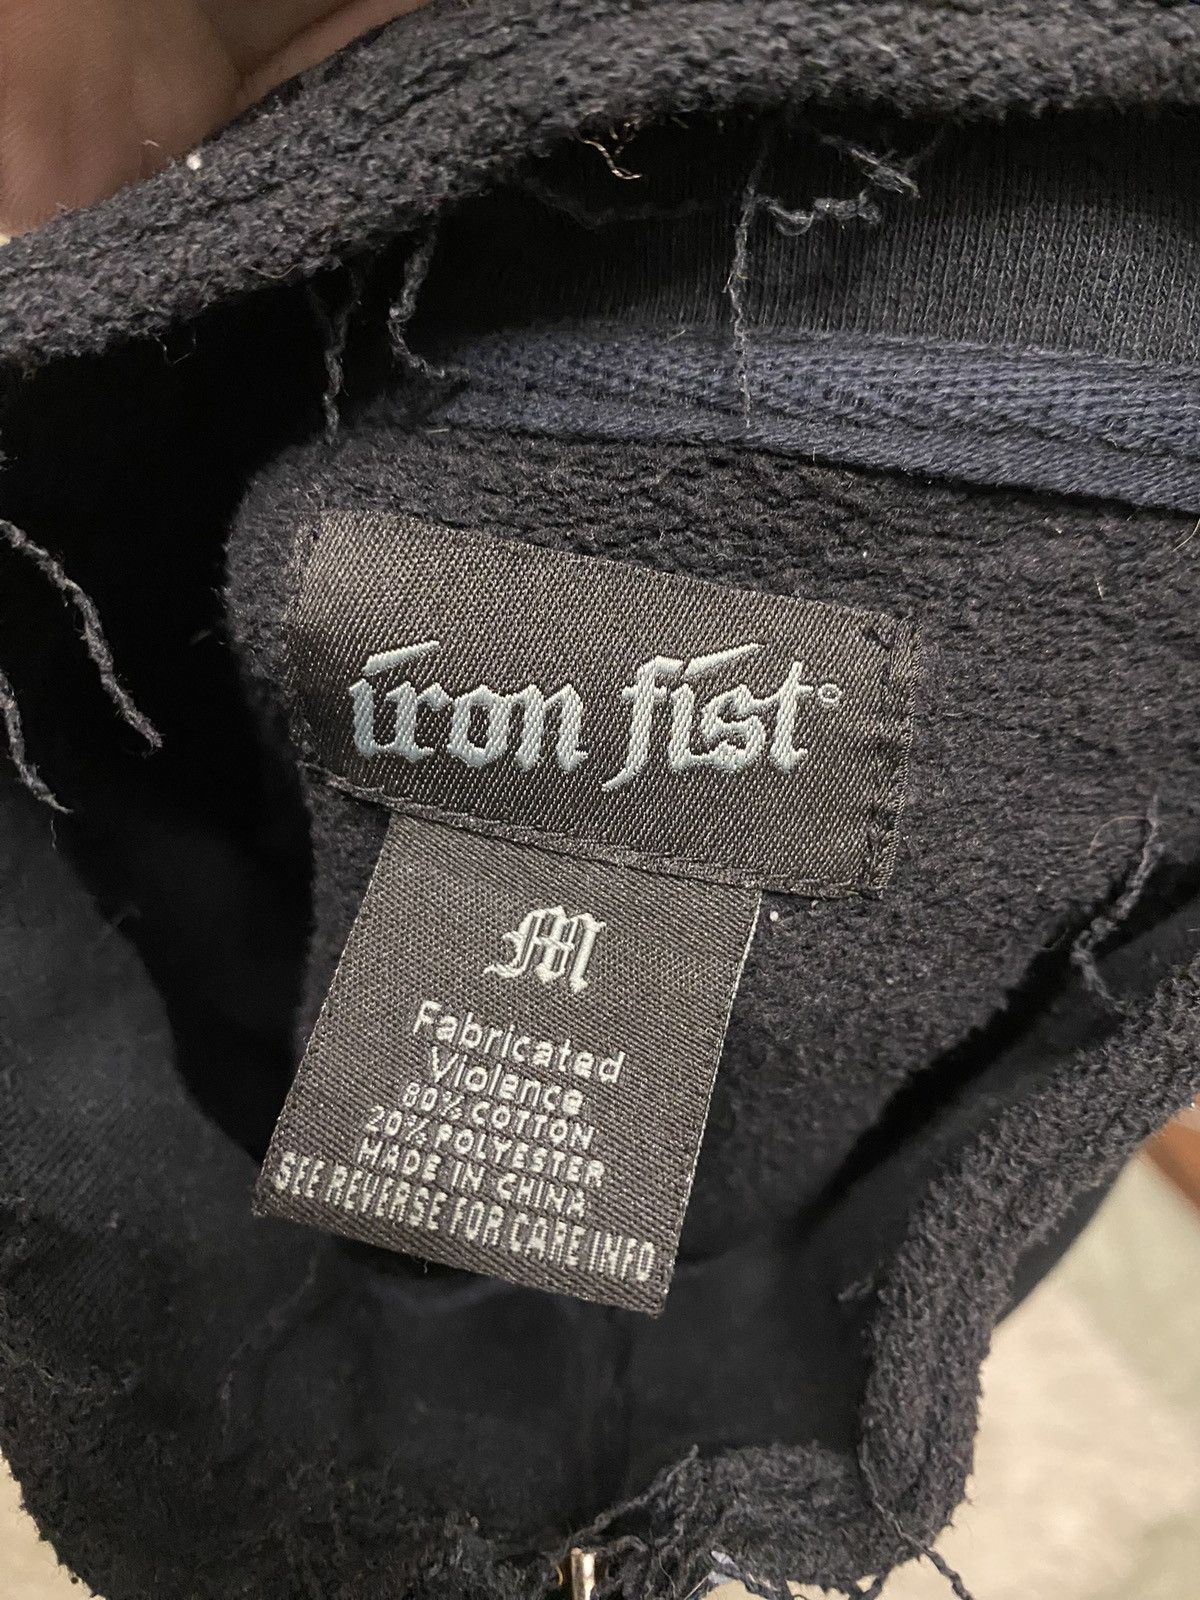 iron fist
M
Fabricated
Violence
80% COTTON
20% POLYESTER
MADE IN CHINA
SEE REVERSE FOR CARE INFO